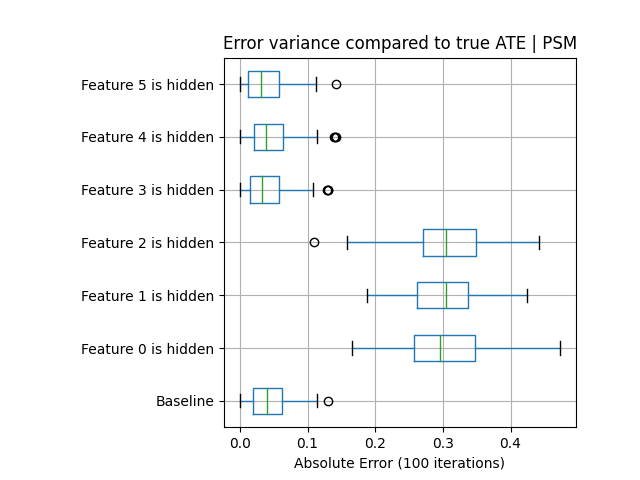 Error variance compared to true ATE | PSM
Feature 5 is hidden
Feature 4 is hidden
Feature 3 is hidden
Feature 2 is hidden
Feature 1 is hidden
Feature 0 is hidden
Baseline
0.0 0.1 0.2 0.3 0.4
Absolute Error (100 iterations)